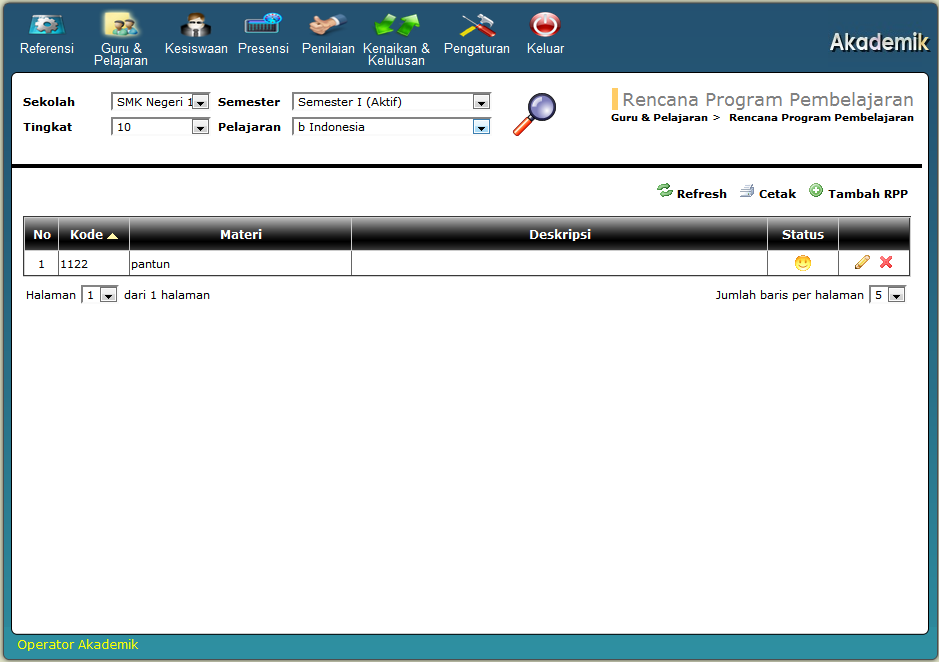 Referensi
Guru &
Pelajaran
Kesiswaan
Presensi
Penilaian
Kenaikan &
Kelulusan
Pengaturan
Keluar
Akademik
Sekolah SMK Negeri 1 Semester Semester I (Aktif)
Tingkat 10 Pelajaran b Indonesia
Rencana Program Pembelajaran
Guru & Pelajaran > Rencana Program Pembelajaran
Refresh Cetak Tambah RPP
No Kode Materi Deskripsi Status
1 1122 pantun
Halaman 1 dari 1 halaman Jumlah baris per halaman 5
Operator Akademik